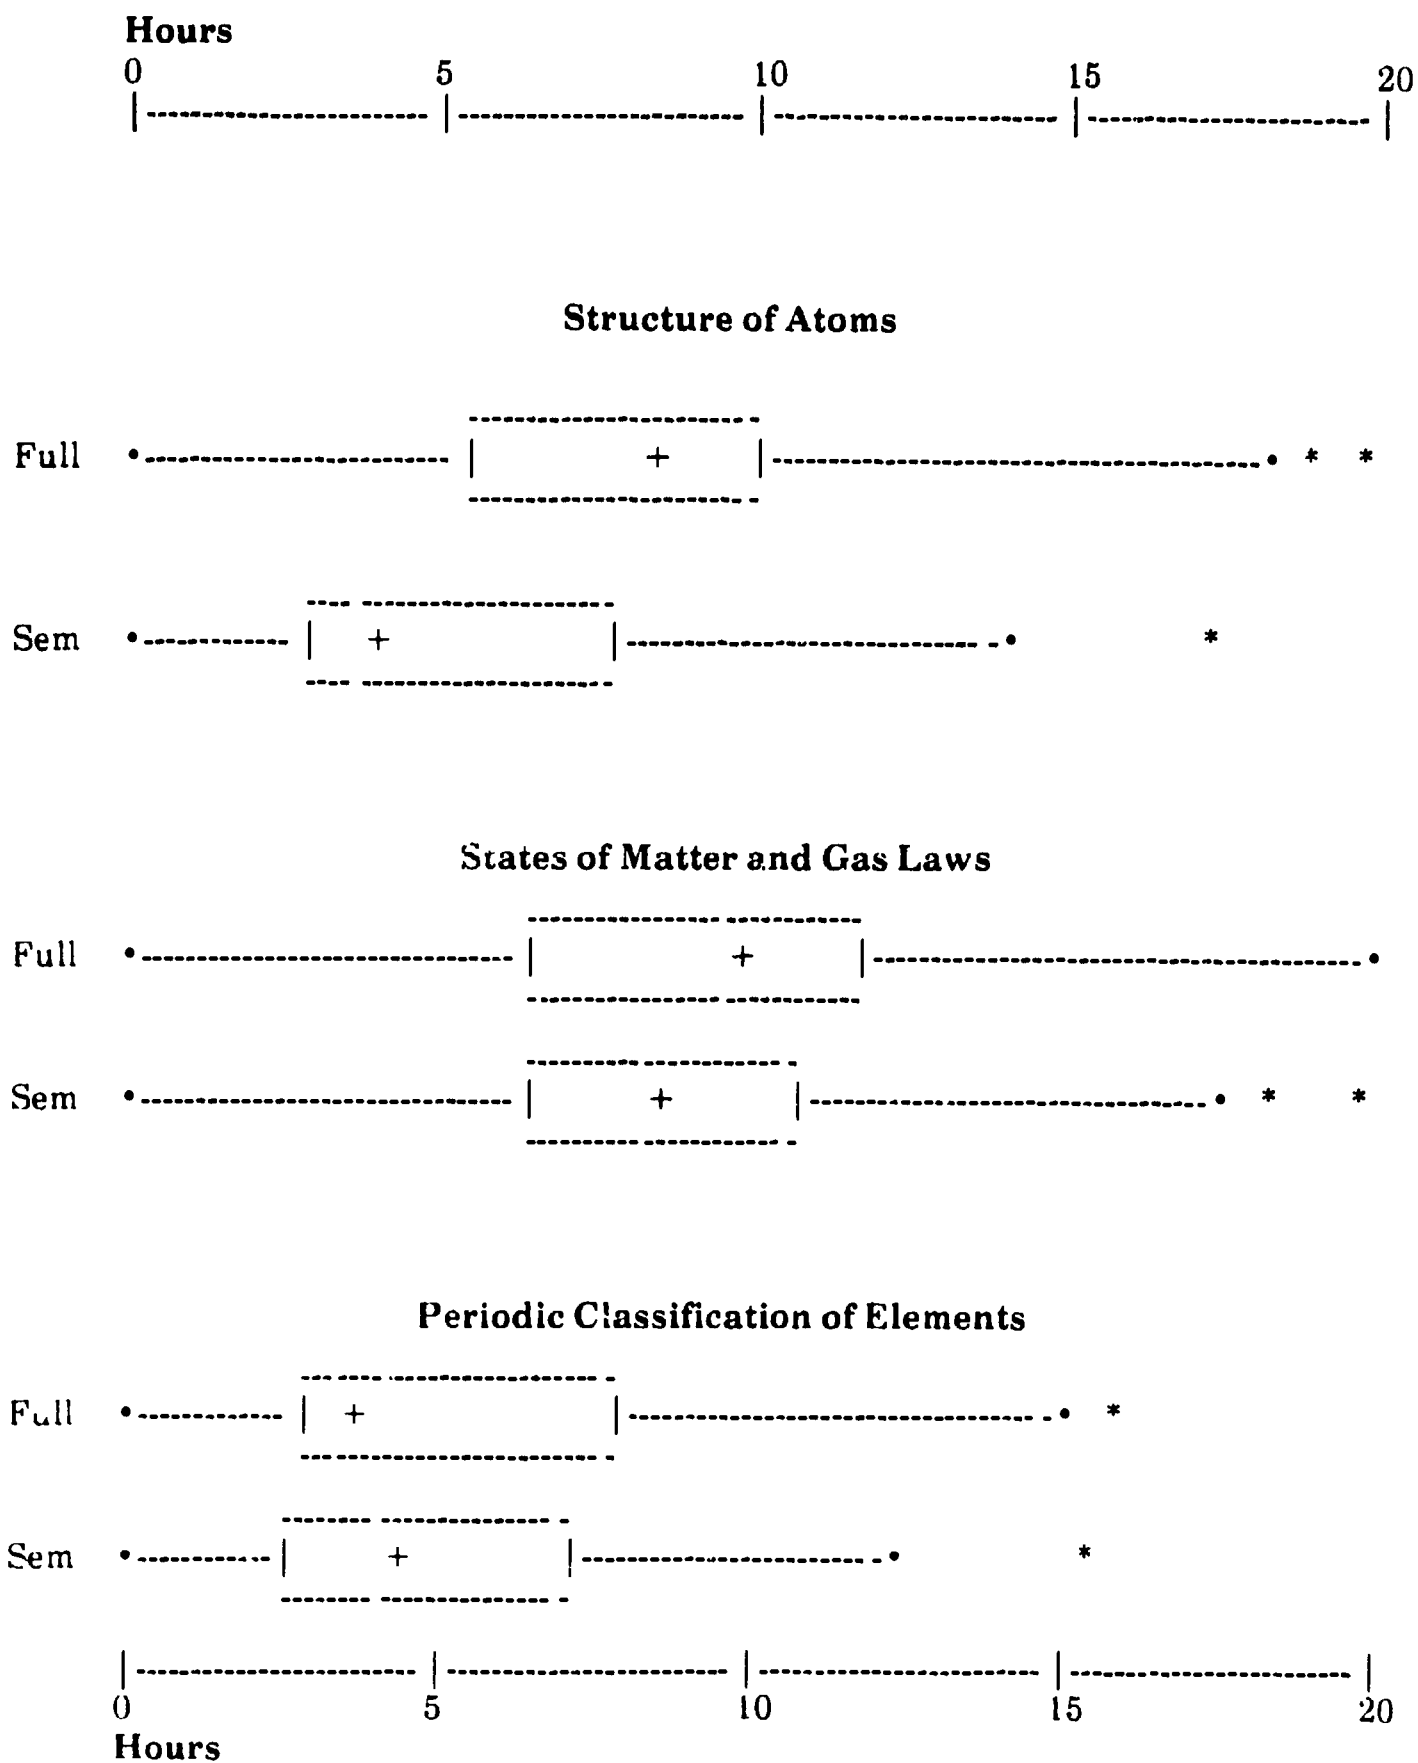 Hours
0 5 10 15 20
Structure of Atoms
Full
Sem
States of Matter and Gas Laws
Full
Sem
Periodic Classification of Elements
Full
Sem
0 5 10 15 20
Hours